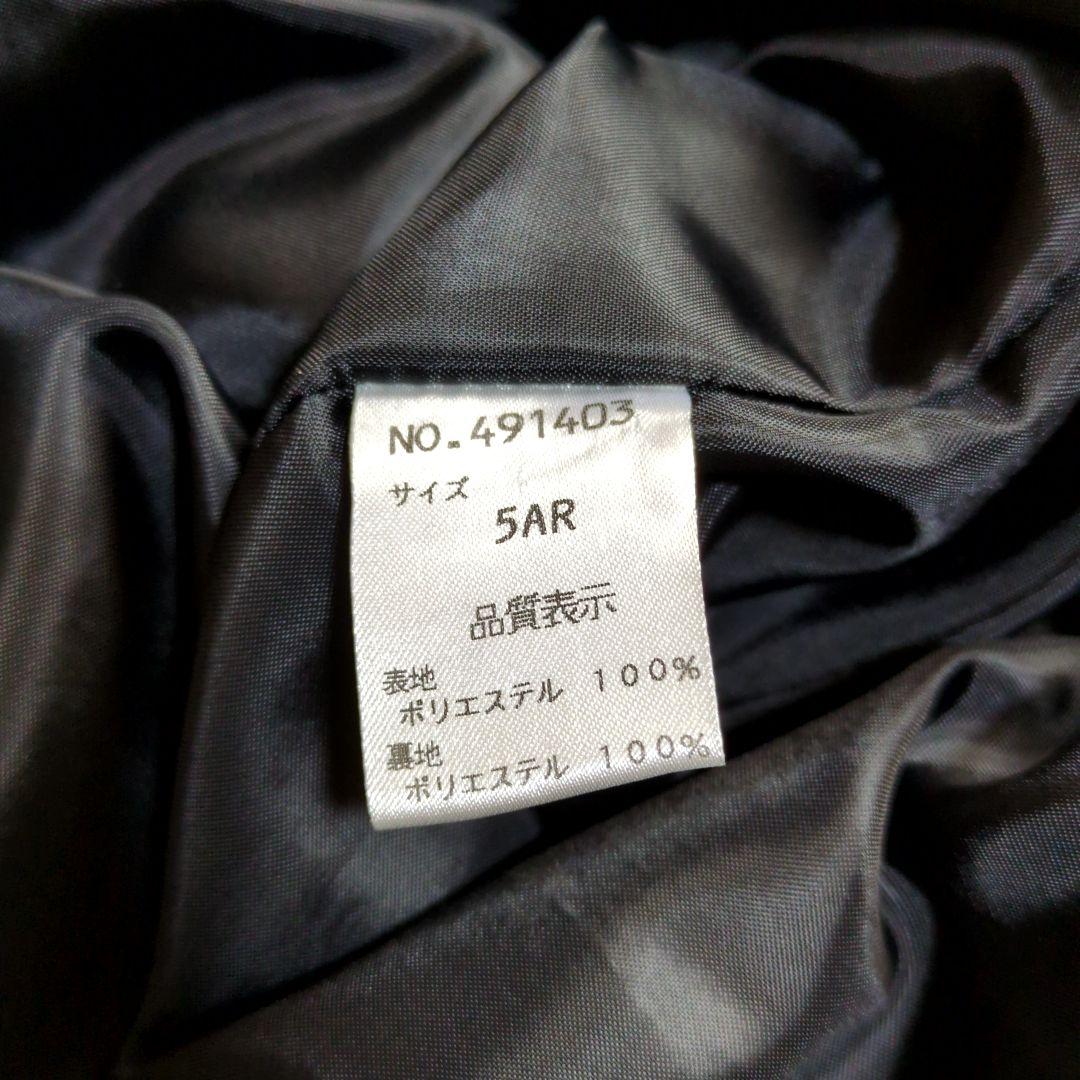 NO.491403
サイズ
5AR
品質表示
表地
ポリエステル 100%
裏地
ポリエステル 100%